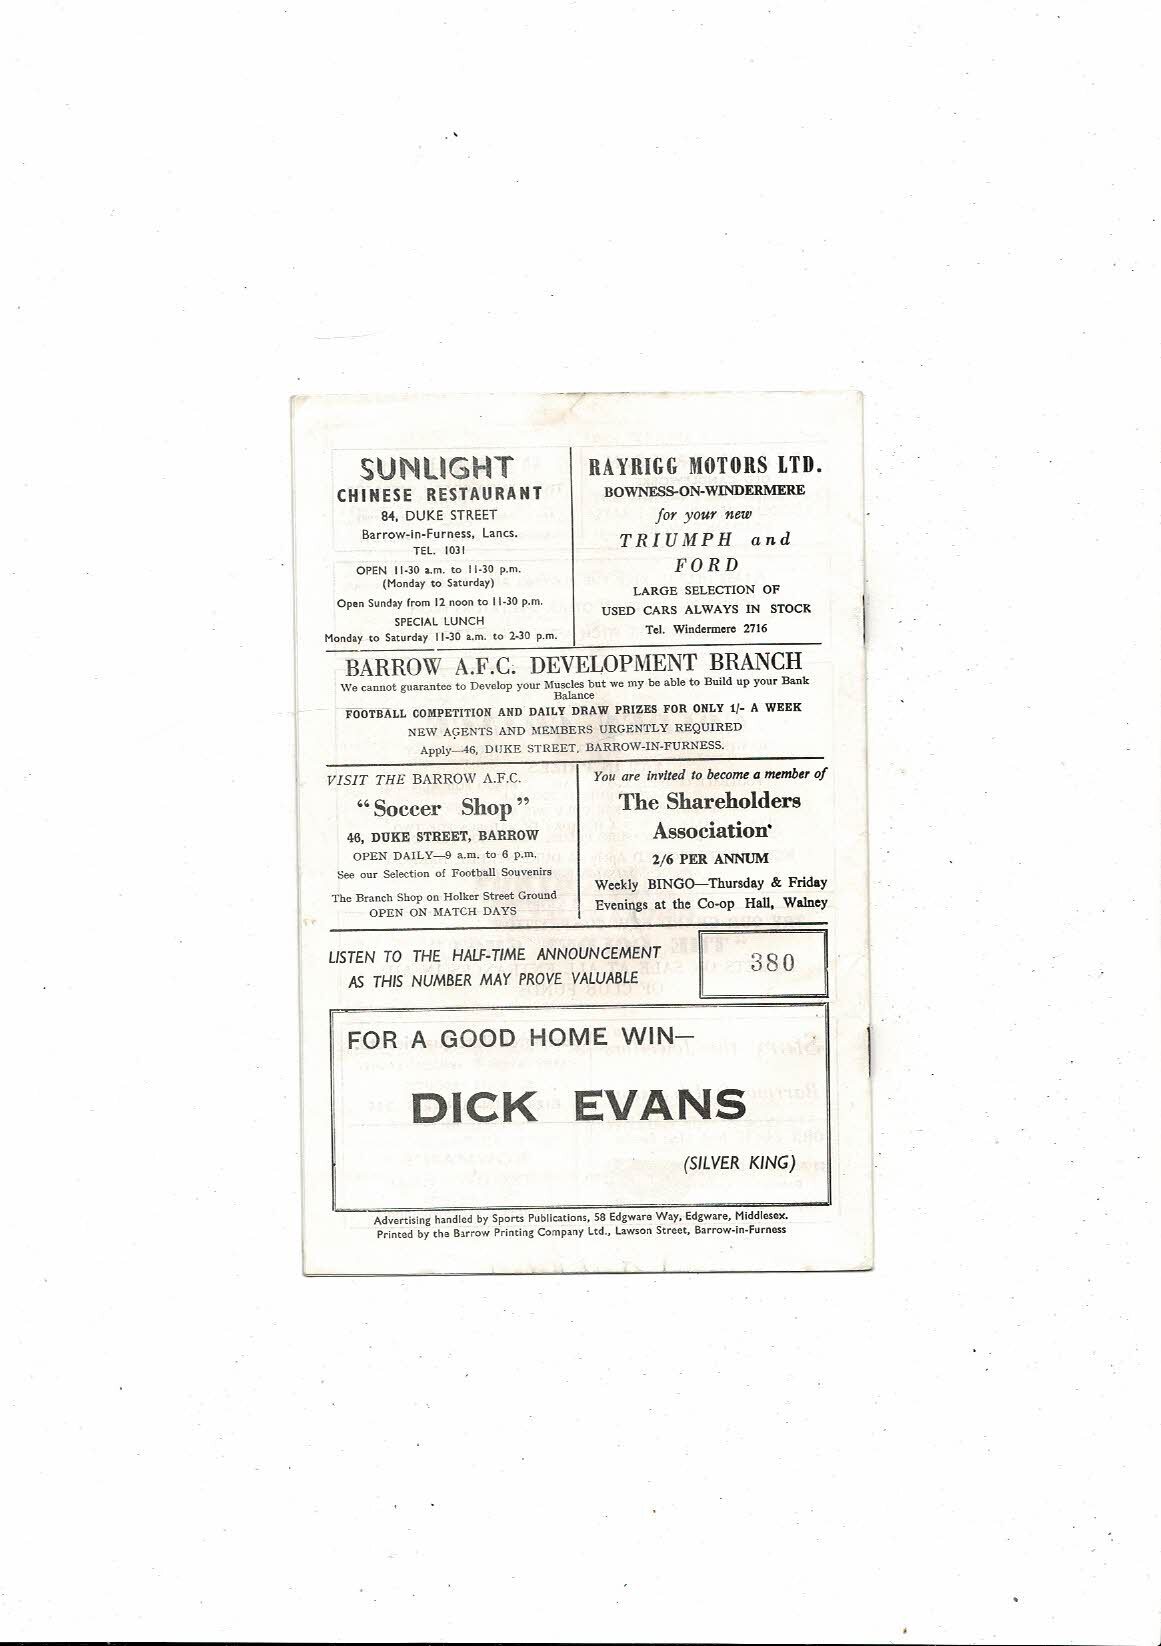 SUNLIGHT
CHINESE RESTAURANT
84, DUKE STREET
Barrow-in-Furness, Lancs.
TEL. 1031
OPEN 11-30 a.m. to 11-30 p.m.
(Monday to Saturday)
Open Sunday from 12 noon to 11-30 p.m.
SPECIAL LUNCH
Monday to Saturday 11-30 a.m. to 2-30 p.m.
RAYRIGG MOTORS LTD.
BOWNESS-ON-WINDERMERE
for your new
TRIUMPH and
FORD
LARGE SELECTION OF
USED CARS ALWAYS IN STOCK
Tel. Windermere 2716
BARROW A.F.C. DEVELOPMENT BRANCH
We cannot guarantee to Develop your Muscles but we my be able to Build up your Bank
Balance
FOOTBALL COMPETITION AND DAILY DRAW PRIZES FOR ONLY 1/- A WEEK
NEW AGENTS AND MEMBERS URGENTLY REQUIRED
Apply—46, DUKE STREET, BARROW-IN-FURNESS.
VISIT THE BARROW A.F.C.
"Soccer Shop"
46, DUKE STREET, BARROW
OPEN DAILY—9 a.m. to 6 p.m.
See our Selection of Football Souvenirs
The Branch Shop on Holker Street Ground
OPEN ON MATCH DAYS
You are invited to become a member of
The Shareholders
Association
2/6 PER ANNUM
Weekly BINGO—Thursday & Friday
Evenings at the Co-op Hall, Walney
LISTEN TO THE HALF-TIME ANNOUNCEMENT
AS THIS NUMBER MAY PROVE VALUABLE
380
FOR A GOOD HOME WIN—
DICK EVANS
(SILVER KING)
Advertising handled by Sports Publications, 58 Edgware Way, Edgware, Middlesex.
Printed by the Barrow Printing Company Ltd., Lawson Street, Barrow-in-Furness